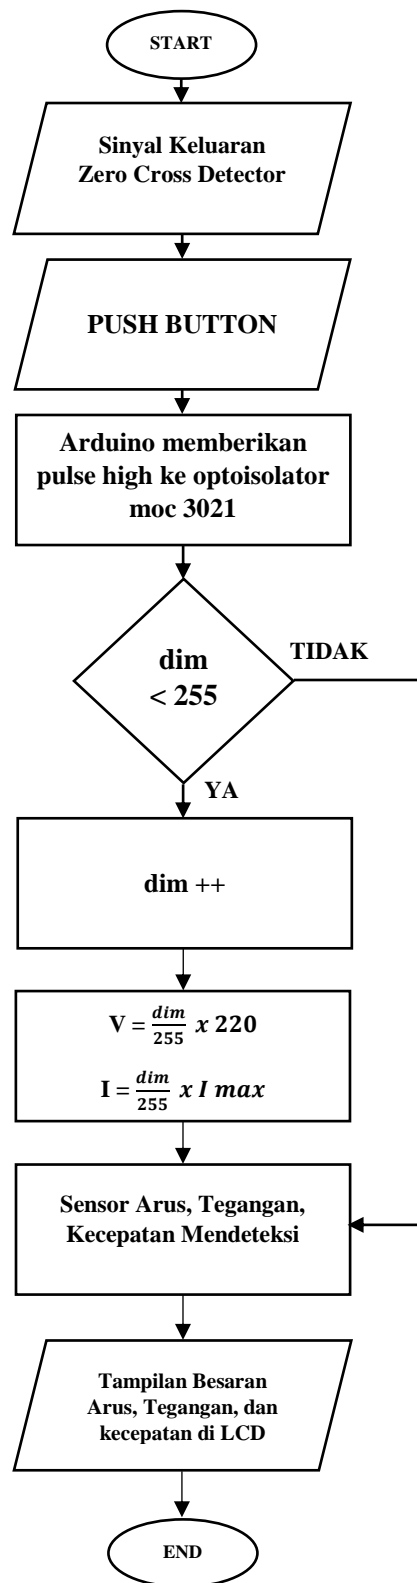 START
Sinyal Keluaran
Zero Cross Detector
PUSH BUTTON
Arduino memberikan
pulse high ke optoisolator
moc 3021
dim
< 255
TIDAK
YA
dim ++
V = dim/255 x 220
I = dim/255 x I max
Sensor Arus, Tegangan,
Kecepatan Mendeteksi
Tampilan Besaran
Arus, Tegangan, dan
kecepatan di LCD
END